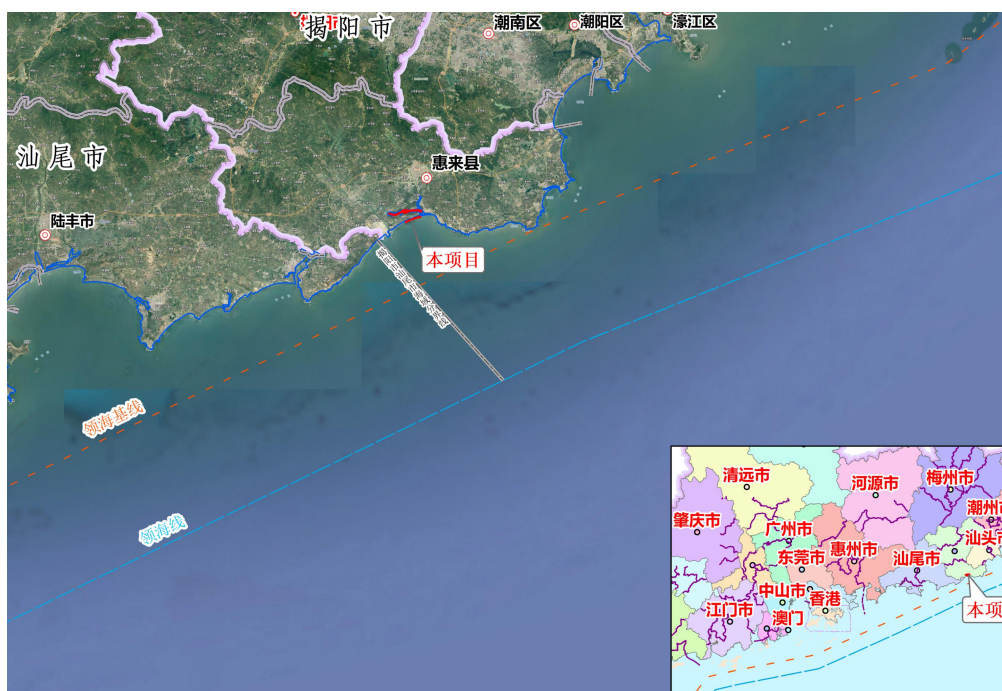 揭阳市
潮南区
潮阳区
濠江区
汕尾市
惠来县
陆丰市
本项目
领海基线
领海线
清远市
河源市
梅州市
潮州市
肇庆市
广州市
汕头市
东莞市
惠州市
汕尾市
中山市
香港
江门市
澳门
本项